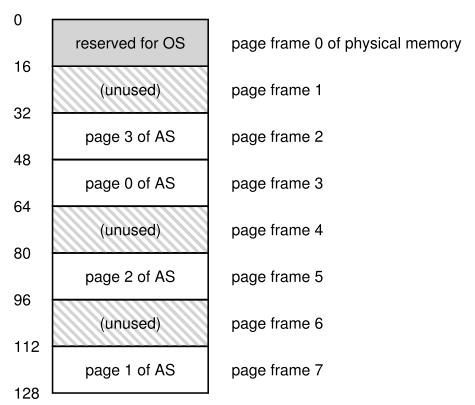 0
reserved for OS page frame 0 of physical memory
16
(unused) page frame 1
32
page 3 of AS page frame 2
48
page 0 of AS page frame 3
64
(unused) page frame 4
80
page 2 of AS page frame 5
96
(unused) page frame 6
112
page 1 of AS page frame 7
128